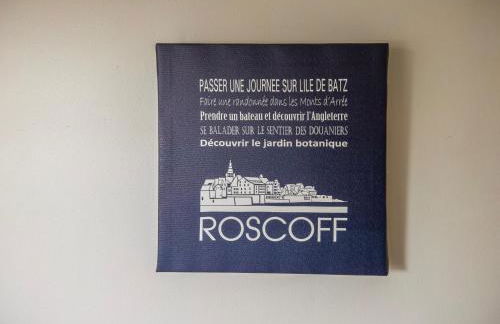 PASSER UNE JOURNEE SUR LILE DE BATZ
Faire une randonnée dans les Monts d'Arrée
Prendre un bateau et découvrir l'Angleterre
SE BALADER SUR LE SENTIER DES DOUANIERS
Découvrir le jardin botanique
ROSCOFF